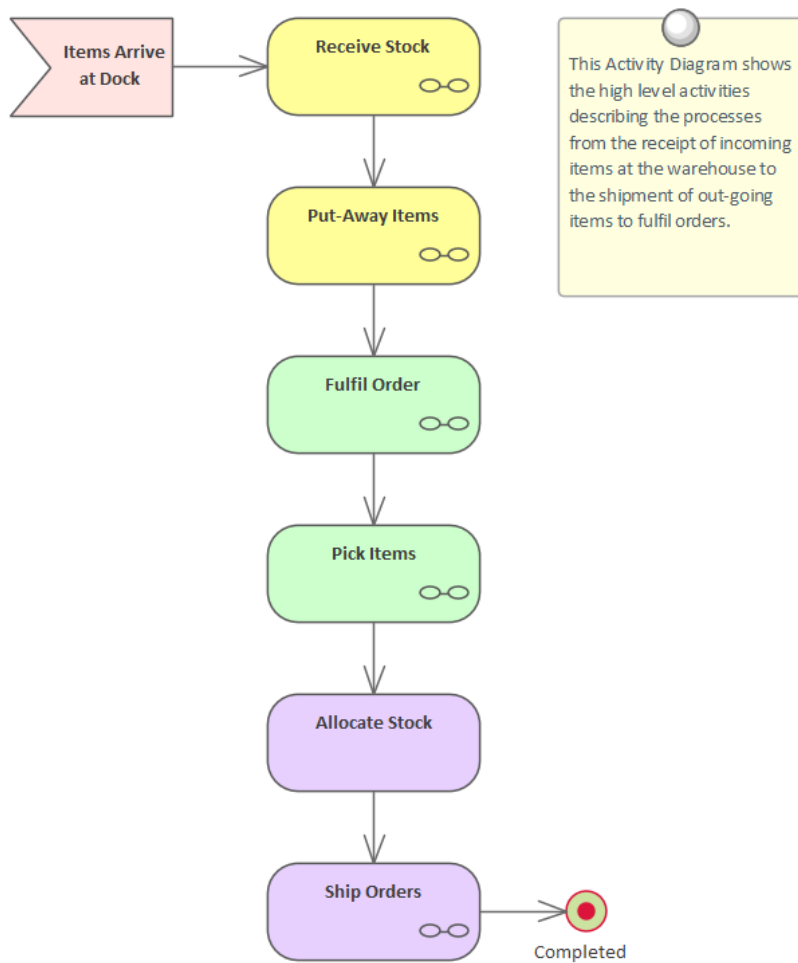 Items Arrive
at Dock
Receive Stock
This Activity Diagram shows
the high level activities
describing the processes
from the receipt of incoming
items at the warehouse to
the shipment of out-going
items to fulfil orders.
Put-Away Items
Fulfil Order
Pick Items
Allocate Stock
Ship Orders
Completed